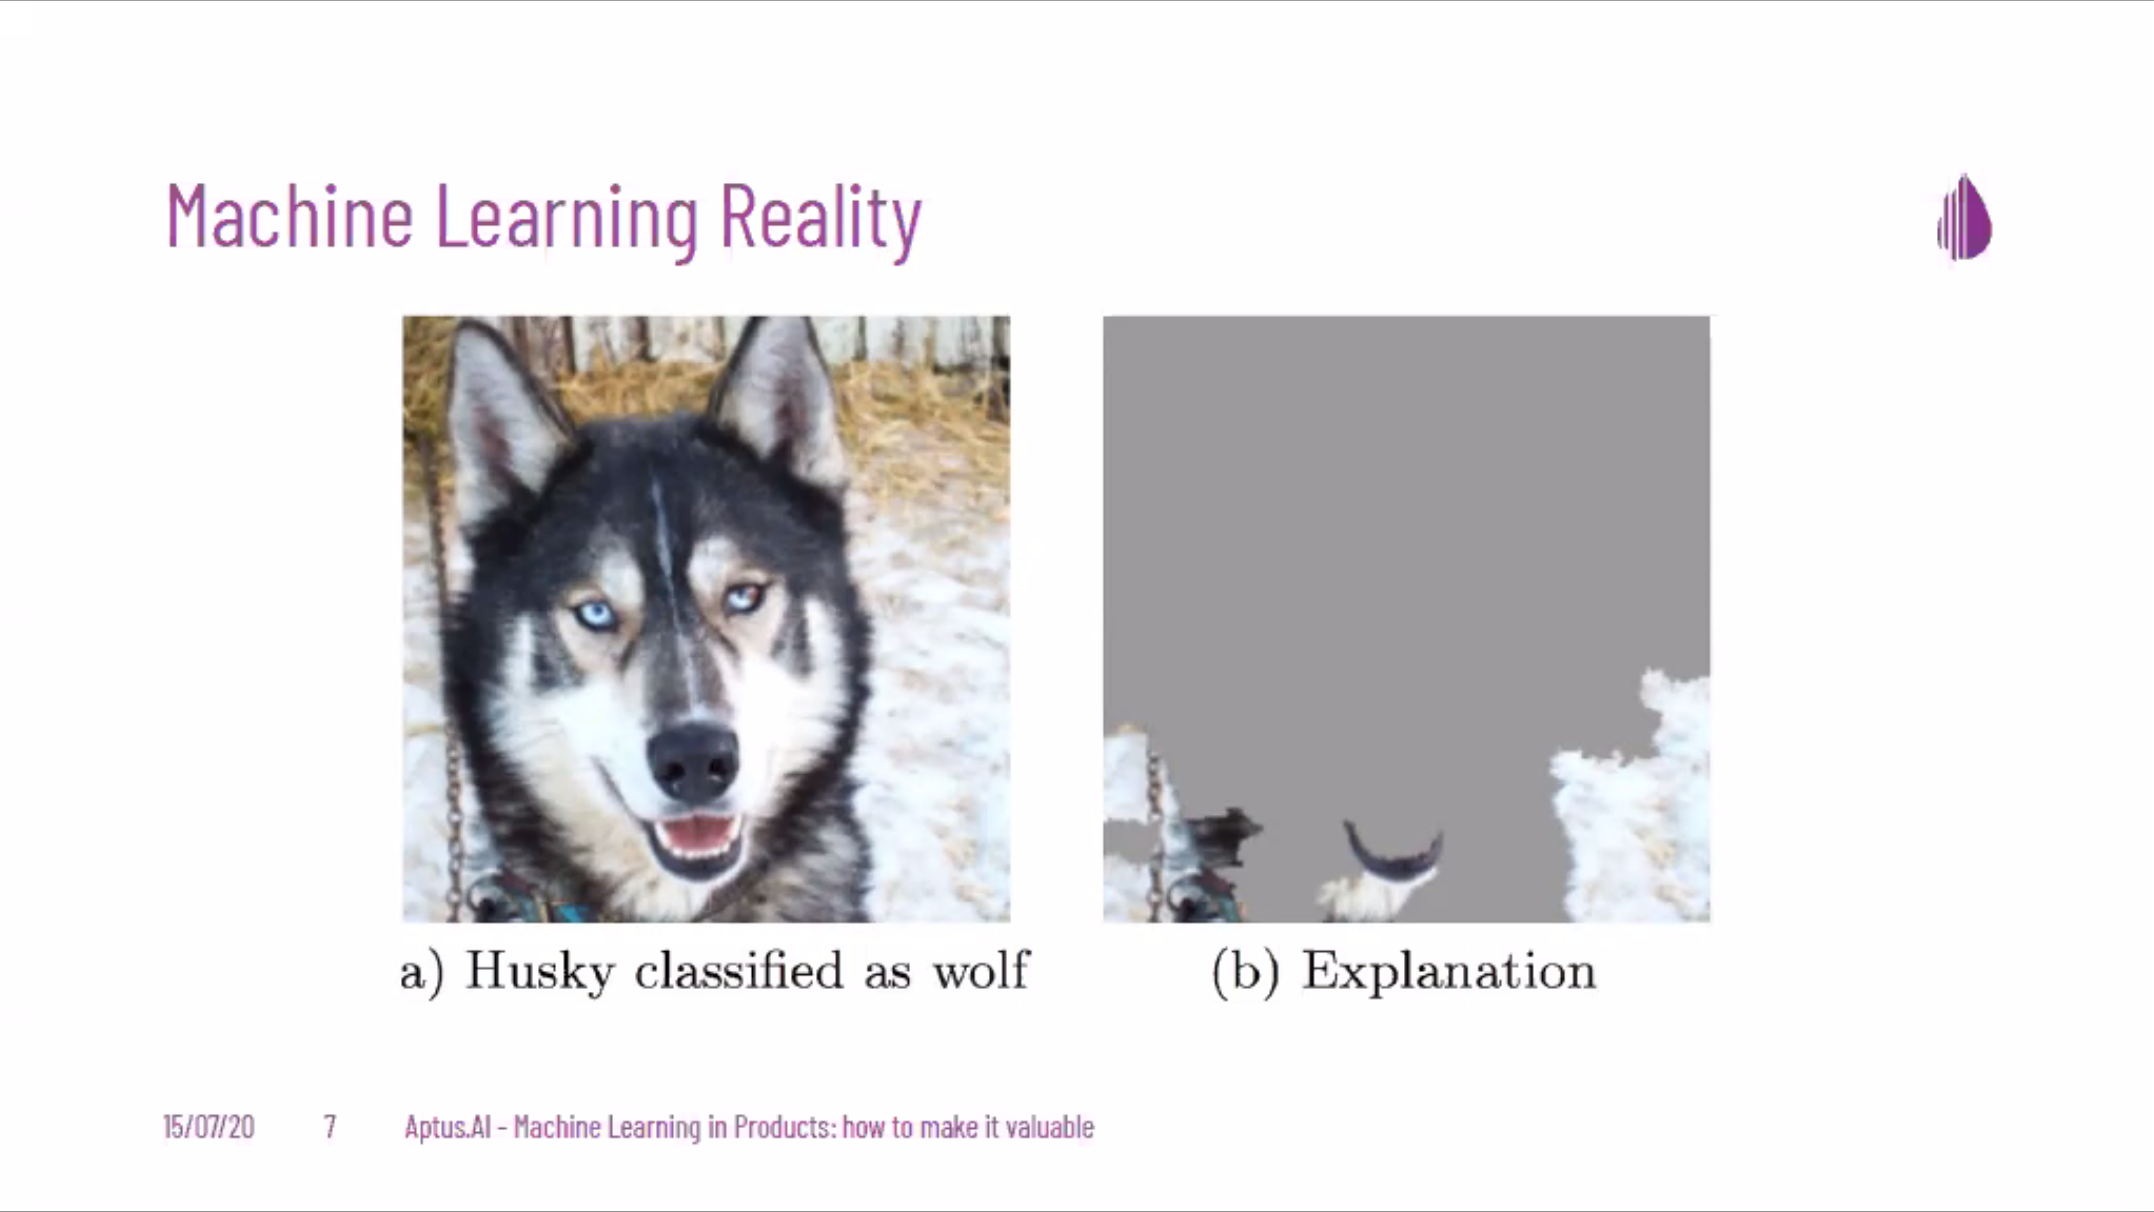 Machine Learning Reality
a) Husky classified as wolf
(b) Explanation
15/07/20 7 Aptus.AI - Machine Learning in Products: how to make it valuable